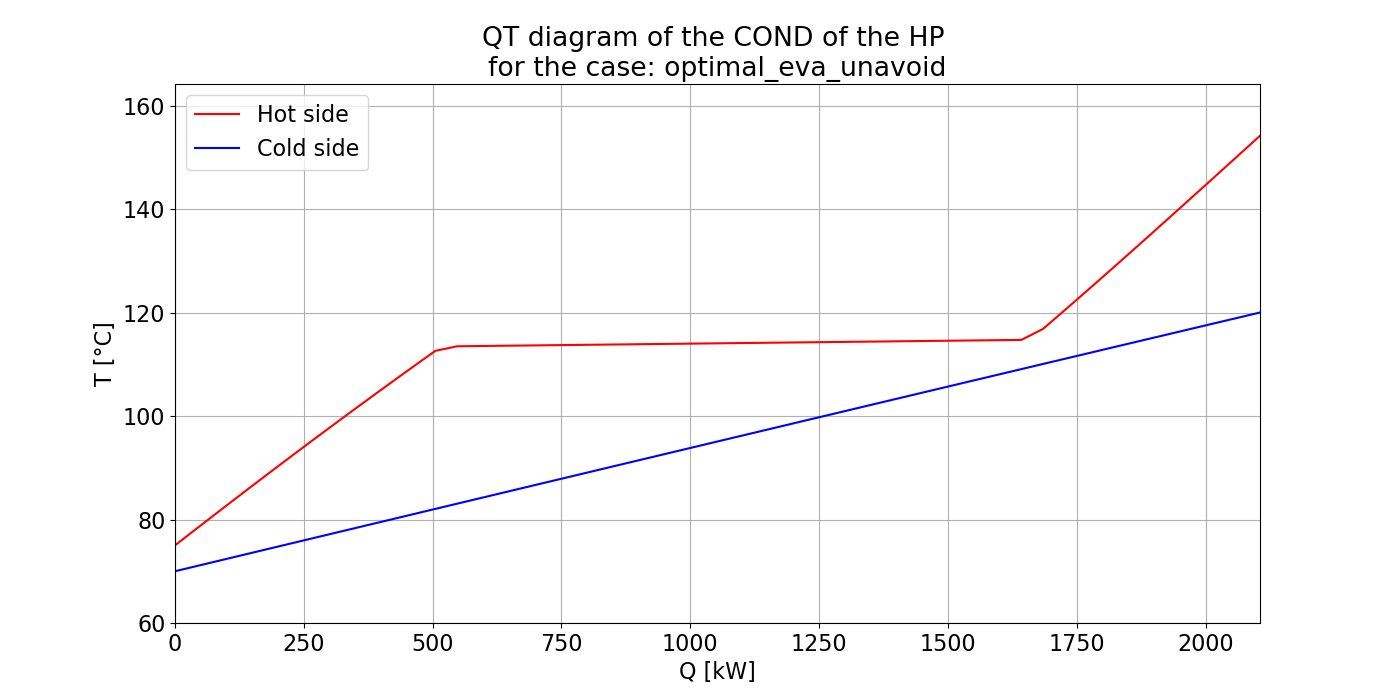 QT diagram of the COND of the HP
for the case: optimal_eva_unavoid
Hot side
Cold side
T [°C]
160
140
120
100
80
60
0 250 500 750 1000 1250 1500 1750 2000
Q [kW]